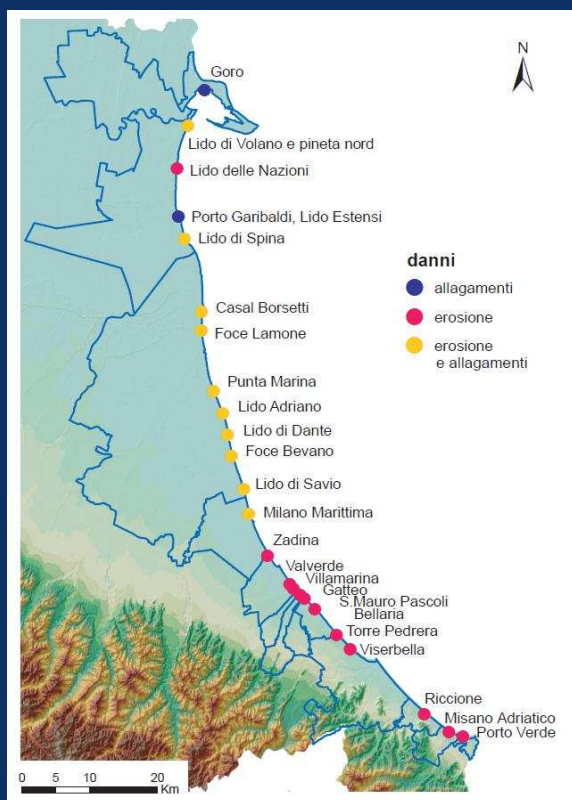 Goro
N
Lido di Volano e pineta nord
Lido delle Nazioni
Porto Garibaldi, Lido Estensi
Lido di Spina
danni
allagamenti
erosione
erosione
e allagamenti
Casal Borsetti
Foce Lamone
Punta Marina
Lido Adriano
Lido di Dante
Foce Bevano
Lido di Savio
Milano Marittima
Zadina
Valverde
Villamarina
Gatteo
S.Mauro Pascoli
Bellaria
Torre Pedrera
Viserbella
Riccione
Misano Adriatico
Porto Verde
0 5 10 20
Km